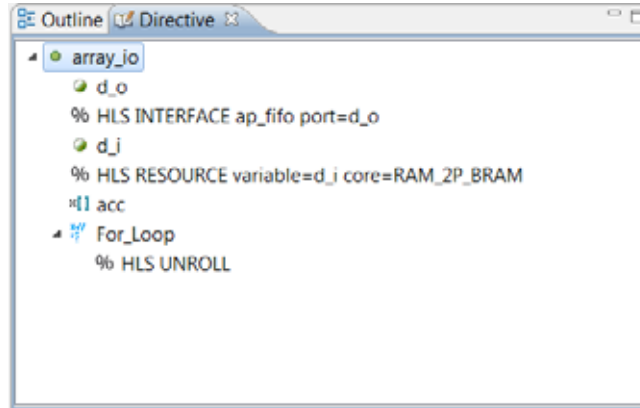 Outline Directive
array_io
d_o
% HLS INTERFACE ap_fifo port=d_o
d_i
% HLS RESOURCE variable=d_i core=RAM_2P_BRAM
acc
For_Loop
% HLS UNROLL